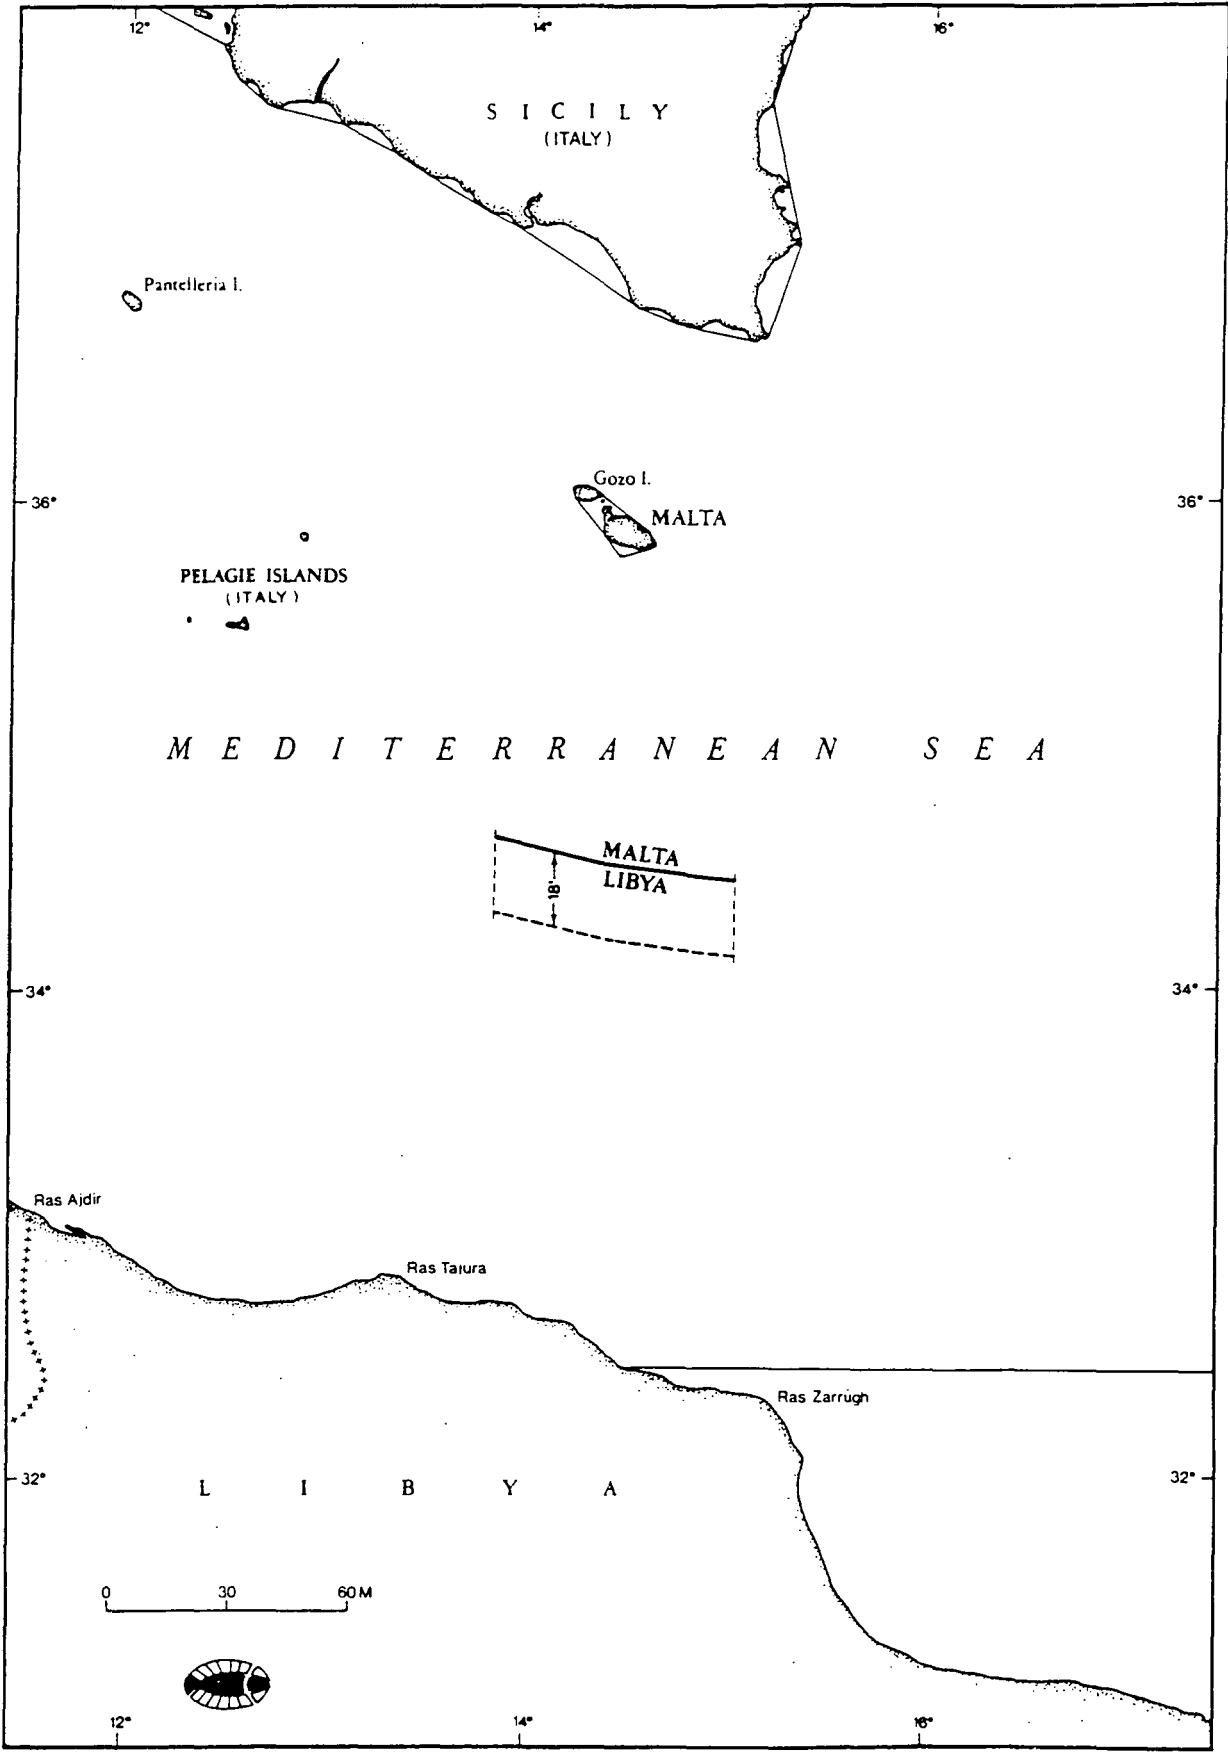 12° 14° 16°
S I C I L Y
(ITALY)
Pantelleria I.
Gozo I.
36° 36°
MALTA
PELAGIE ISLANDS
(ITALY)
M E D I T E R R A N E A N S E A
MALTA
LIBYA
18'
34° 34°
Ras Ajdir
Ras Tajura
Ras Zarrugh
32° 32°
L I B Y A
0 30 60 M
12° 14° 16°